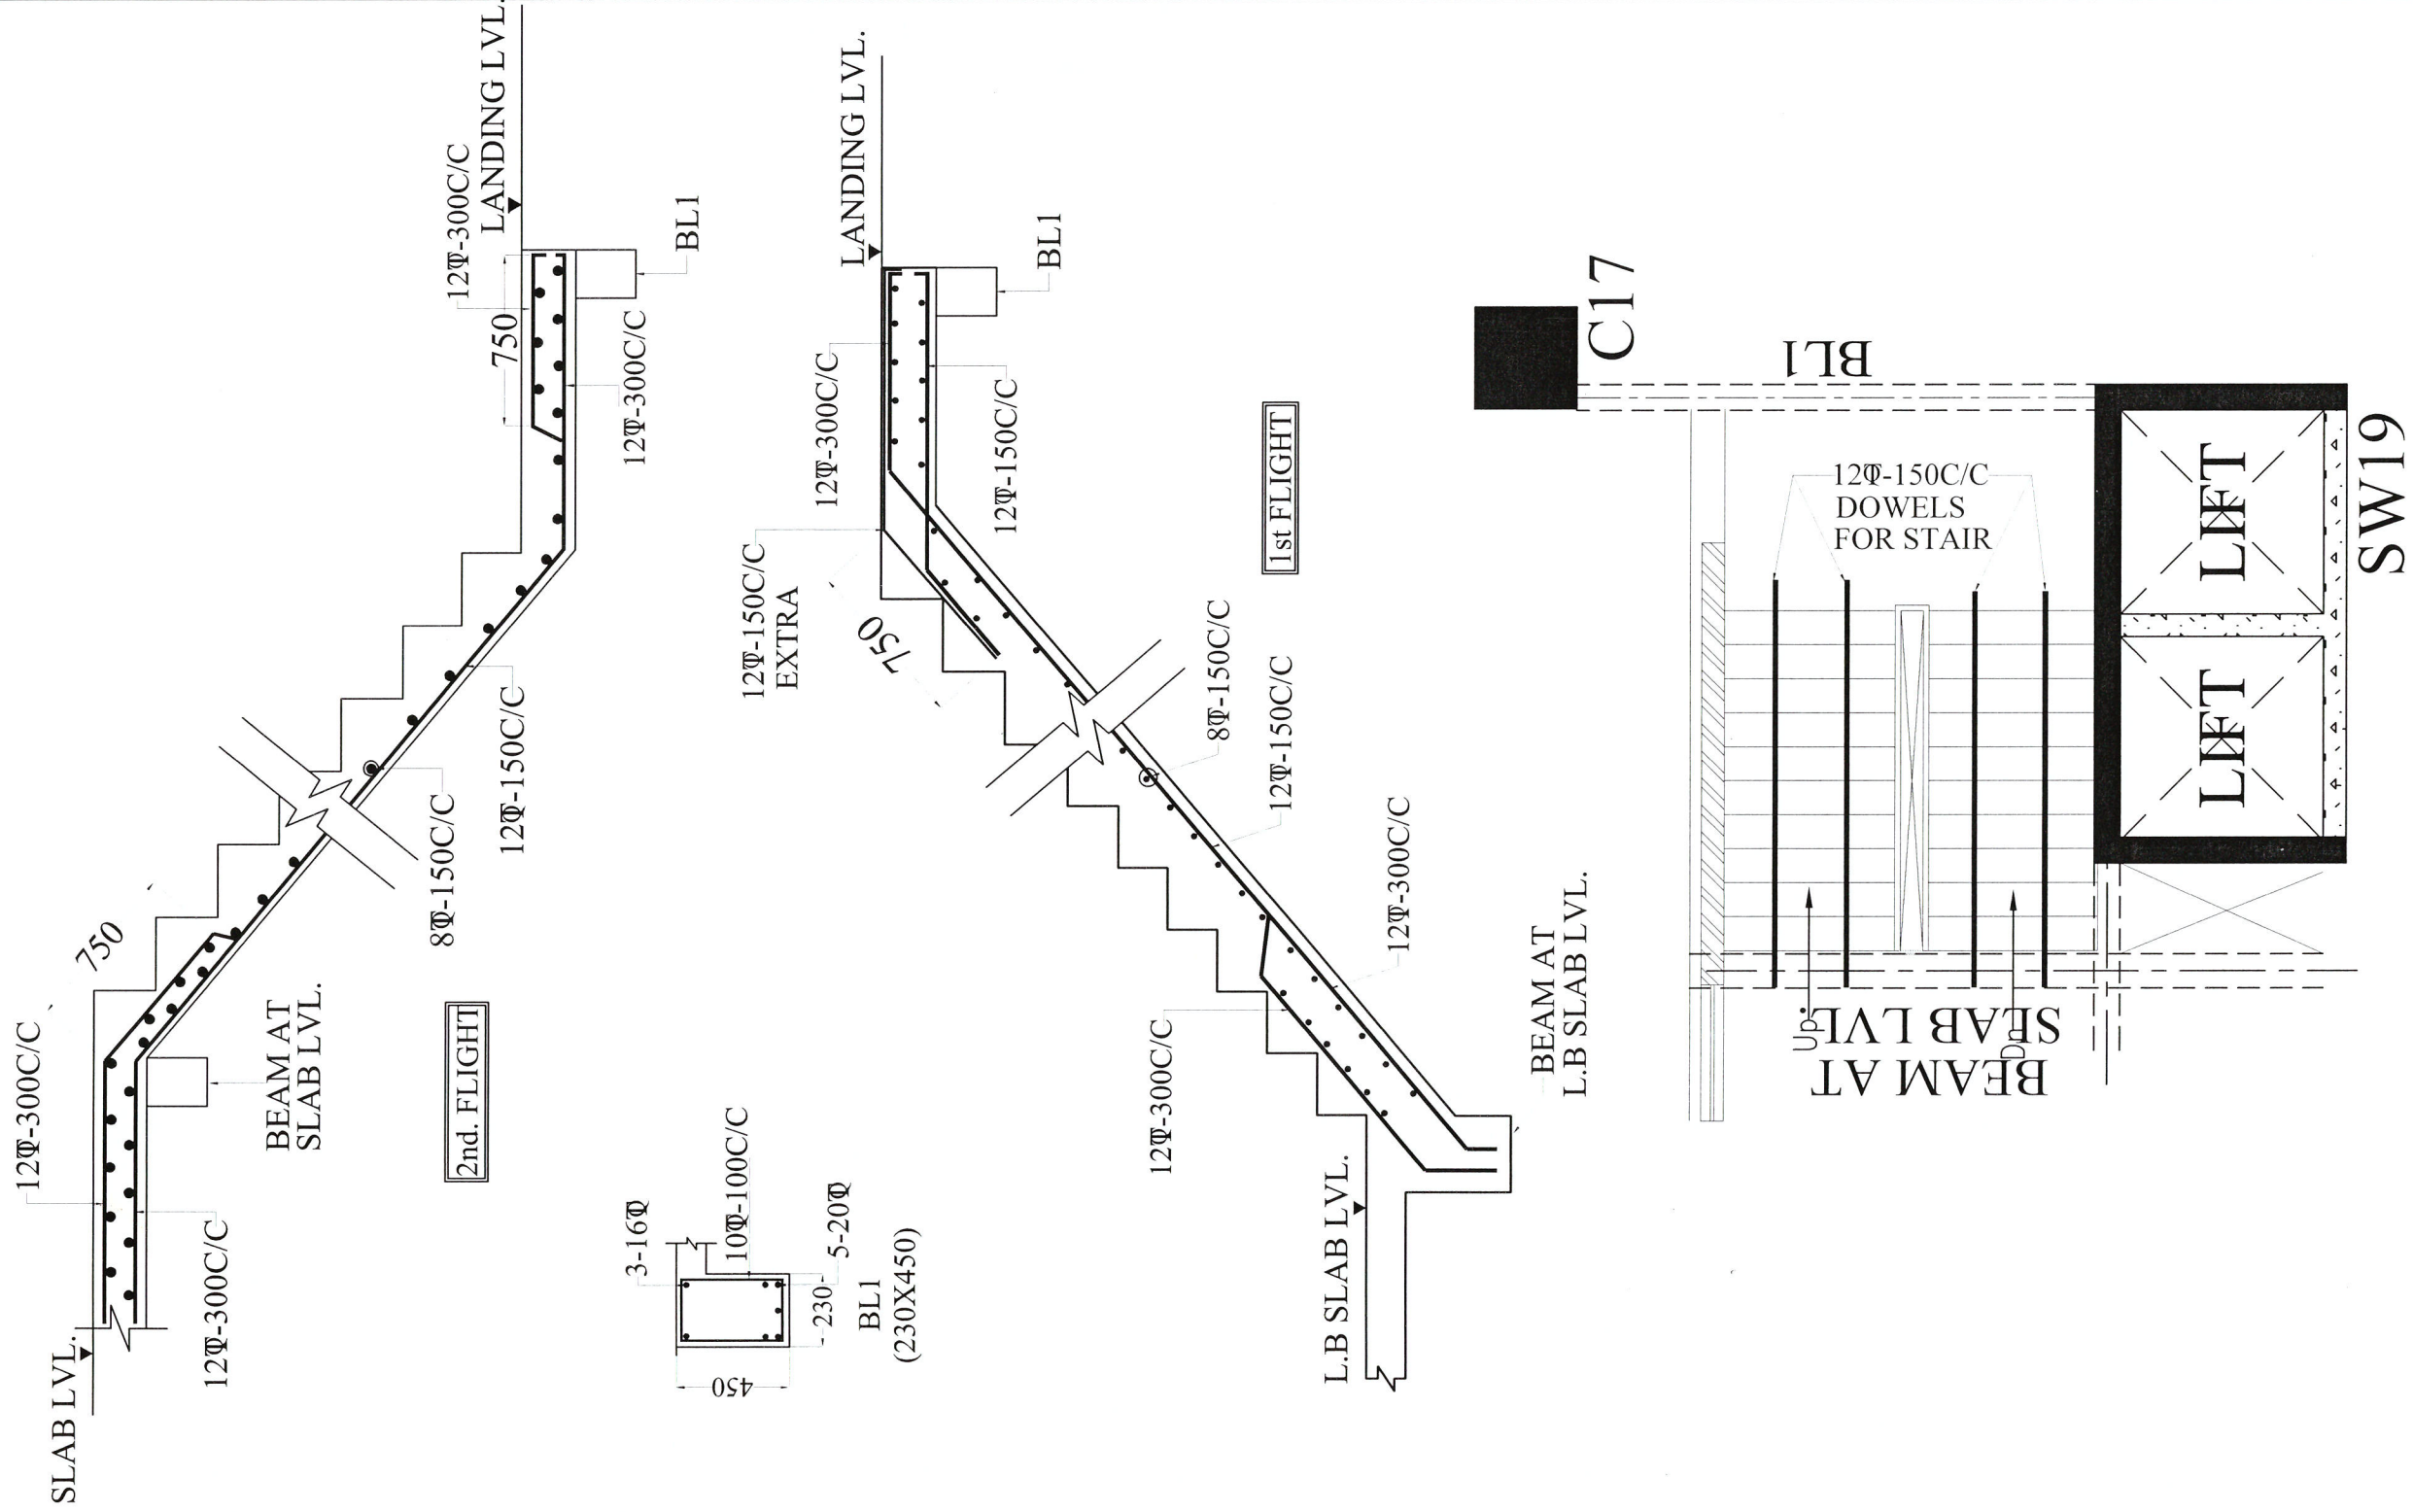 SLAB LVL.
12Ф-300C/C
12Ф-300C/C
750
BEAM AT
SLAB LVL.
8Ф-150C/C
12Ф-150C/C
12Ф-300C/C
750
12Ф-300C/C
LANDING LVL.
BL1
2nd. FLIGHT
3-16Ф
10Ф-100C/C
5-20Ф
230
450
BL1
(230X450)
LANDING LVL.
BL1
12Ф-300C/C
12Ф-150C/C
12Ф-150C/C
EXTRA
750
8Ф-150C/C
12Ф-150C/C
12Ф-300C/C
12Ф-300C/C
L.B SLAB LVL.
BEAM AT
L.B SLAB LVL.
1st FLIGHT
C17
BL1
12Ф-150C/C
DOWELS
FOR STAIR
Up.
Dn
BEAM AT
SLAB LVL
LIFT
LIFT
SW19